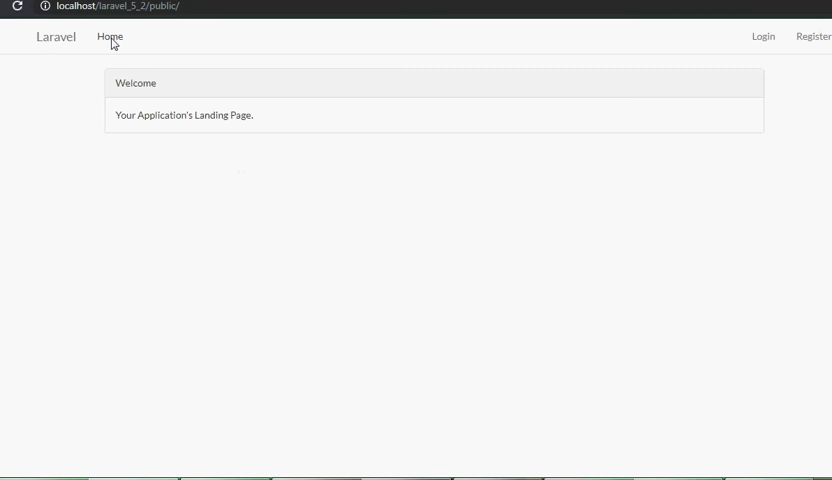 localhost/laravel_5_2/public/
Laravel Home Login Register
Welcome
Your Application's Landing Page.